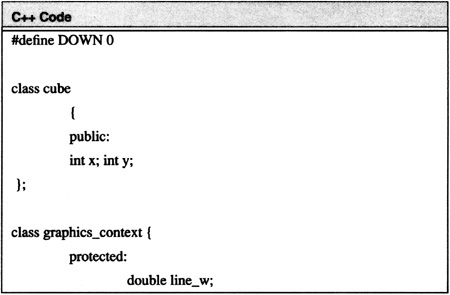 C++ Code
#define DOWN 0
class cube
{
public:
int x; int y;
};
class graphics_context {
protected:
double line_w;